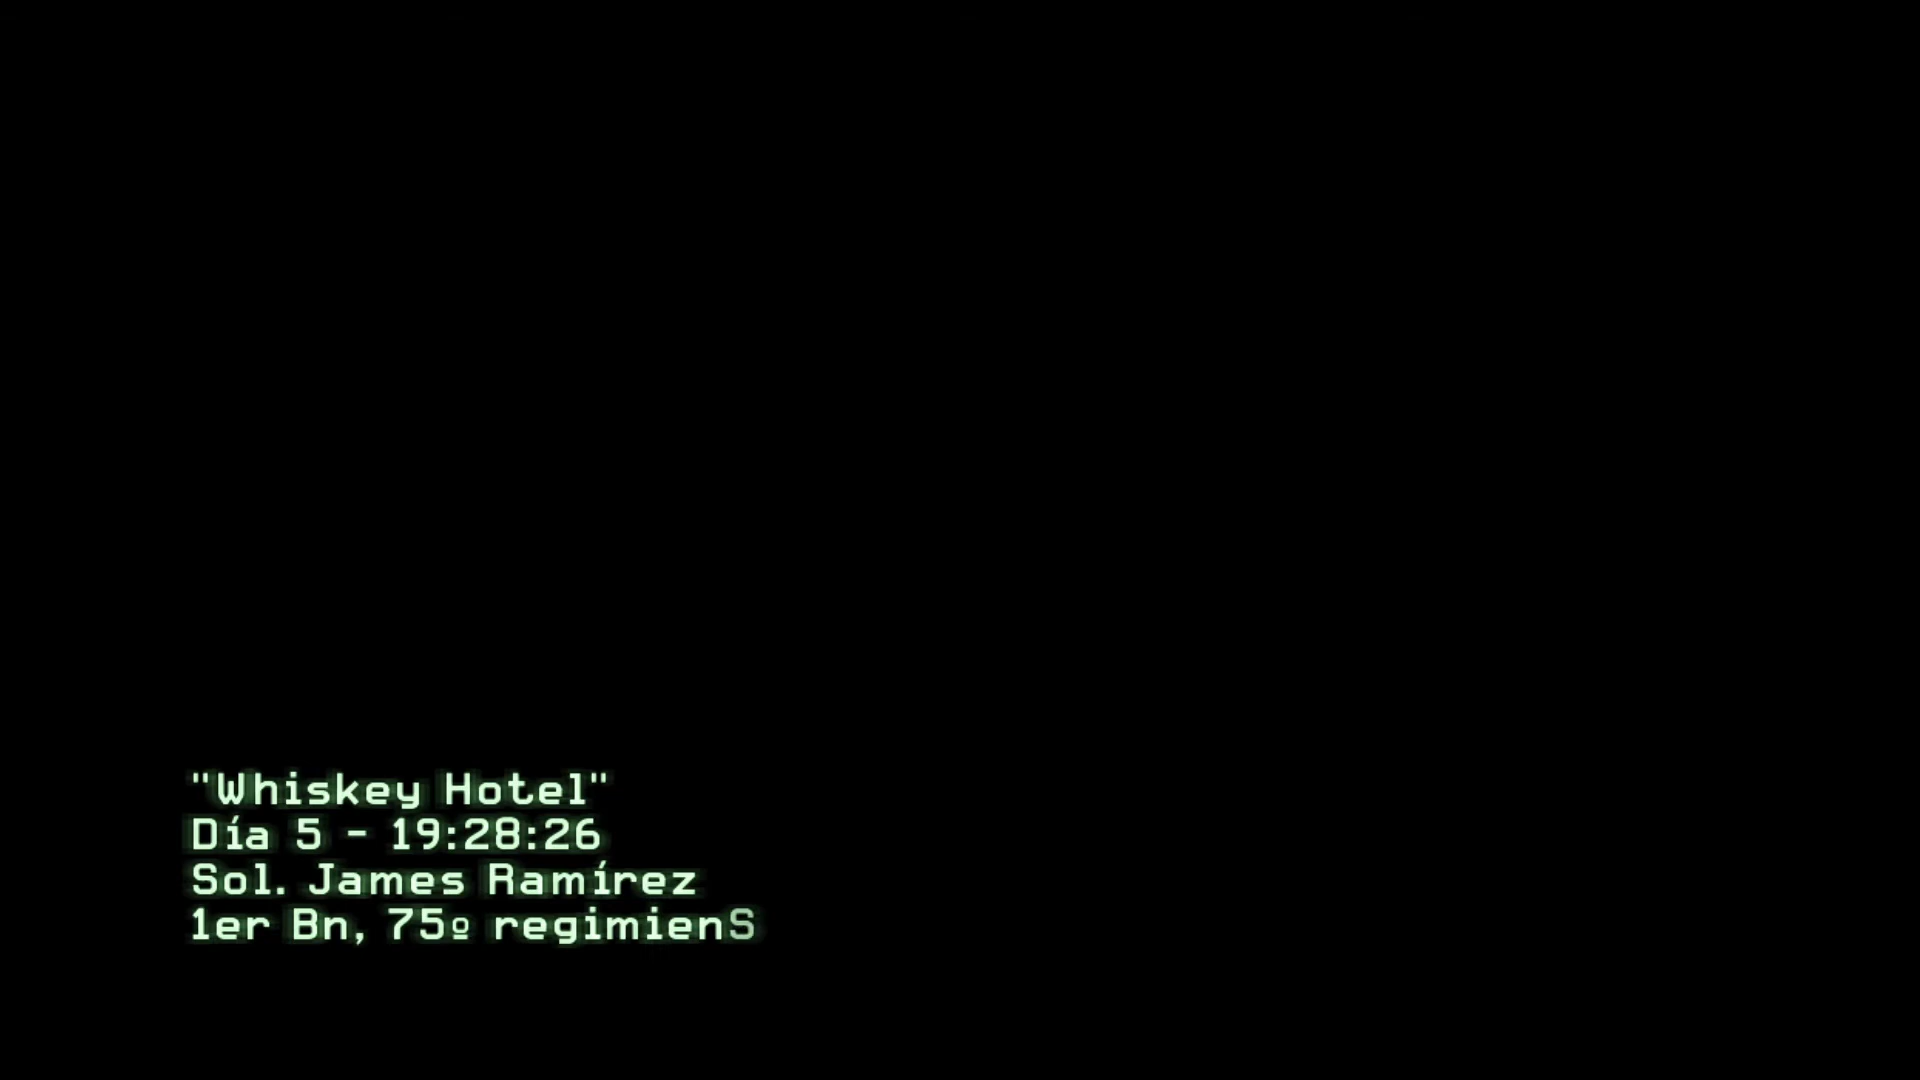 "Whiskey Hotel"
Día 5 - 19:28:26
Sol. James Ramírez
1er Bn, 75º regimienS